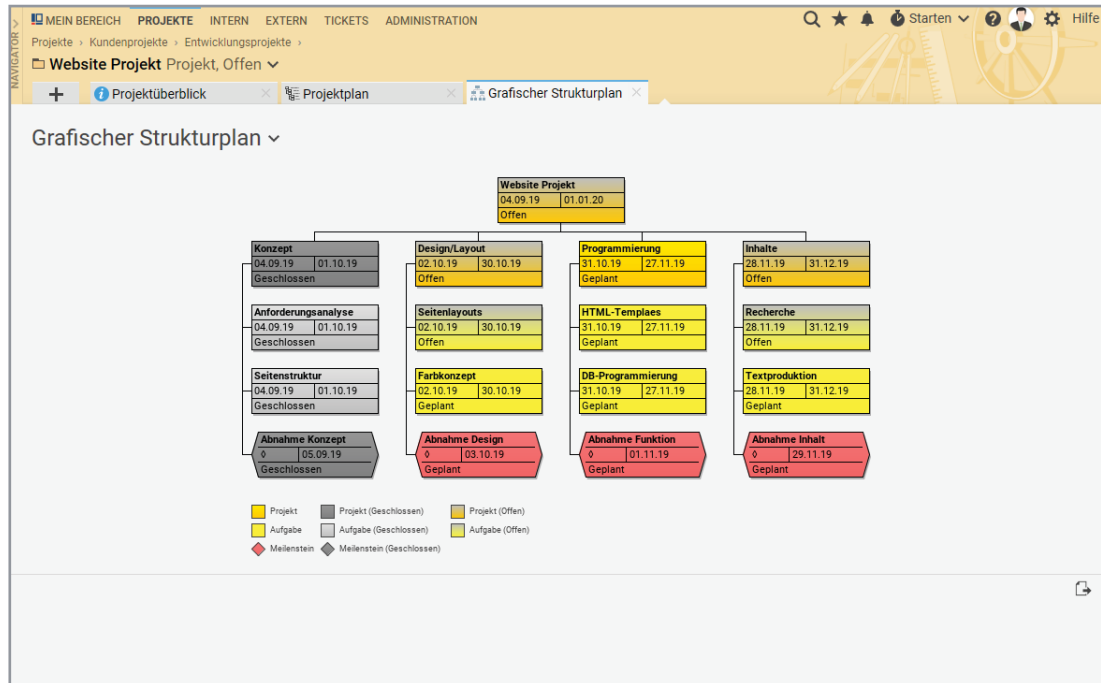 NAVIGATOR
MEIN BEREICH PROJEKTE INTERN EXTERN TICKETS ADMINISTRATION Starten Hilfe
Projekte › Kundenprojekte › Entwicklungsprojekte ›
Website Projekt Projekt, Offen
Projektüberblick Projektplan Grafischer Strukturplan
Grafischer Strukturplan
Website Projekt
04.09.19 01.01.20
Offen
Konzept
04.09.19 01.10.19
Geschlossen
Anforderungsanalyse
04.09.19 01.10.19
Geschlossen
Seitenstruktur
04.09.19 01.10.19
Geschlossen
Abnahme Konzept
◊ 05.09.19
Geschlossen
Design/Layout
02.10.19 30.10.19
Offen
Seitenlayouts
02.10.19 30.10.19
Offen
Farbkonzept
02.10.19 30.10.19
Geplant
Abnahme Design
◊ 03.10.19
Geplant
Programmierung
31.10.19 27.11.19
Geplant
HTML-Templaes
31.10.19 27.11.19
Geplant
DB-Programmierung
31.10.19 27.11.19
Geplant
Abnahme Funktion
◊ 01.11.19
Geplant
Inhalte
28.11.19 31.12.19
Offen
Recherche
28.11.19 31.12.19
Offen
Textproduktion
28.11.19 31.12.19
Geplant
Abnahme Inhalt
◊ 29.11.19
Geplant
Projekt Projekt (Geschlossen) Projekt (Offen)
Aufgabe Aufgabe (Geschlossen) Aufgabe (Offen)
Meilenstein Meilenstein (Geschlossen)